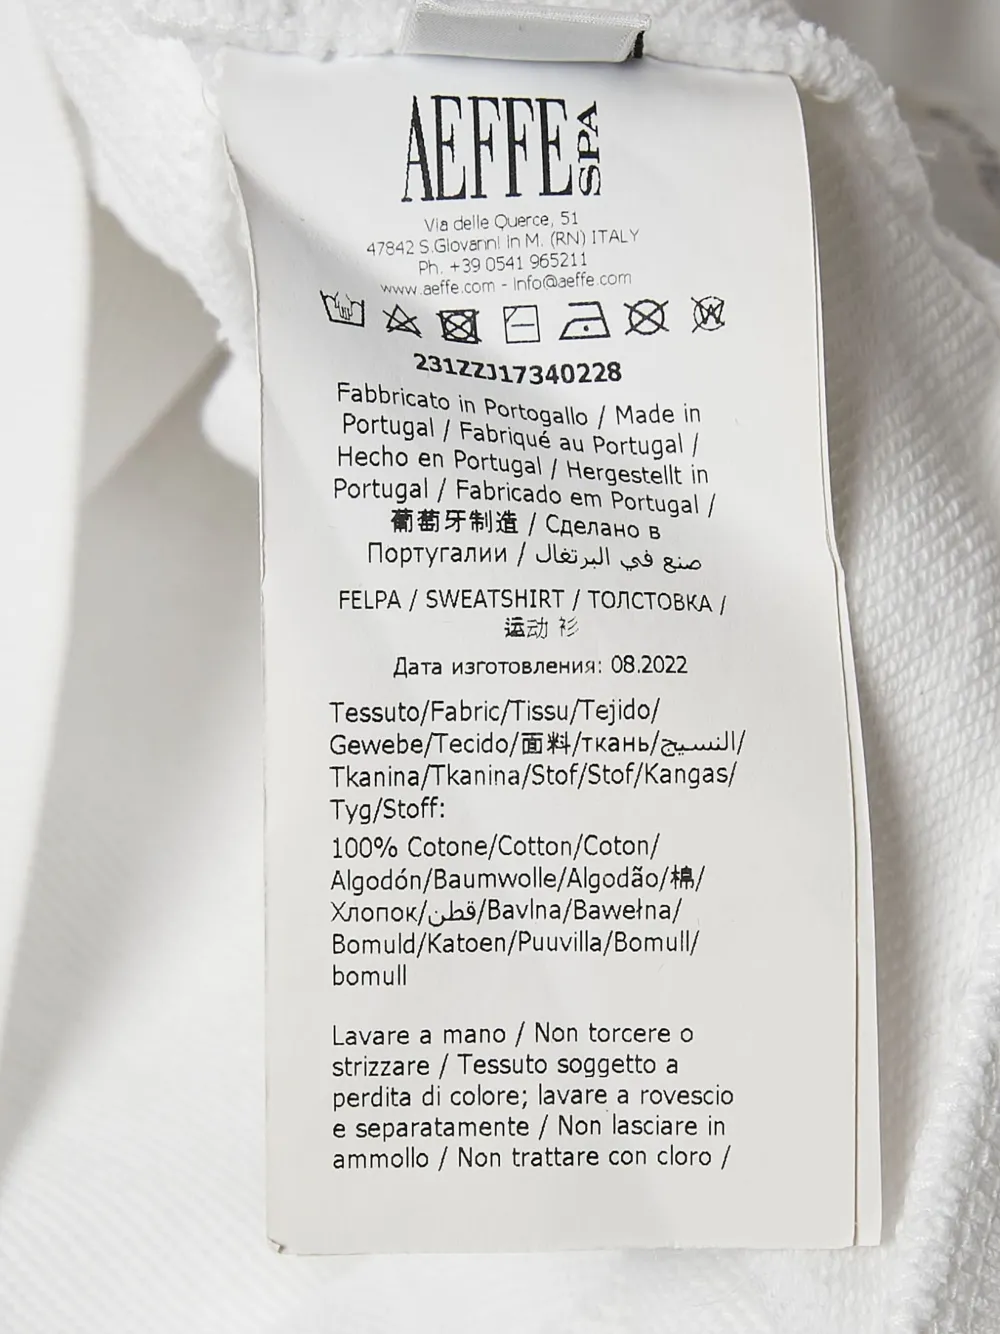 AEFFE SPA
Via delle Querce, 51
47842 S.Giovanni in M. (RN) ITALY
Ph. +39 0541 965211
www.aeffe.com - info@aeffe.com
231ZZJ17340228
Fabbricato in Portogallo / Made in
Portugal / Fabriqué au Portugal /
Hecho en Portugal / Hergestellt in
Portugal / Fabricado em Portugal /
葡萄牙制造 / Сделано в
Португалии / صنع في البرتغال
FELPA / SWEATSHIRT / ТОЛСТОВКА /
运动 衫
Дата изготовления: 08.2022
Tessuto/Fabric/Tissu/Tejido/
Gewebe/Tecido/面料/ткань/النسيج/
Tkanina/Tkanina/Stof/Stof/Kangas/
Tyg/Stoff:
100% Cotone/Cotton/Coton/
Algodón/Baumwolle/Algodão/棉/
Хлопок/قطن/Bavlna/Bawełna/
Bomuld/Katoen/Puuvilla/Bomull/
bomull
Lavare a mano / Non torcere o
strizzare / Tessuto soggetto a
perdita di colore; lavare a rovescio
e separatamente / Non lasciare in
ammollo / Non trattare con cloro /